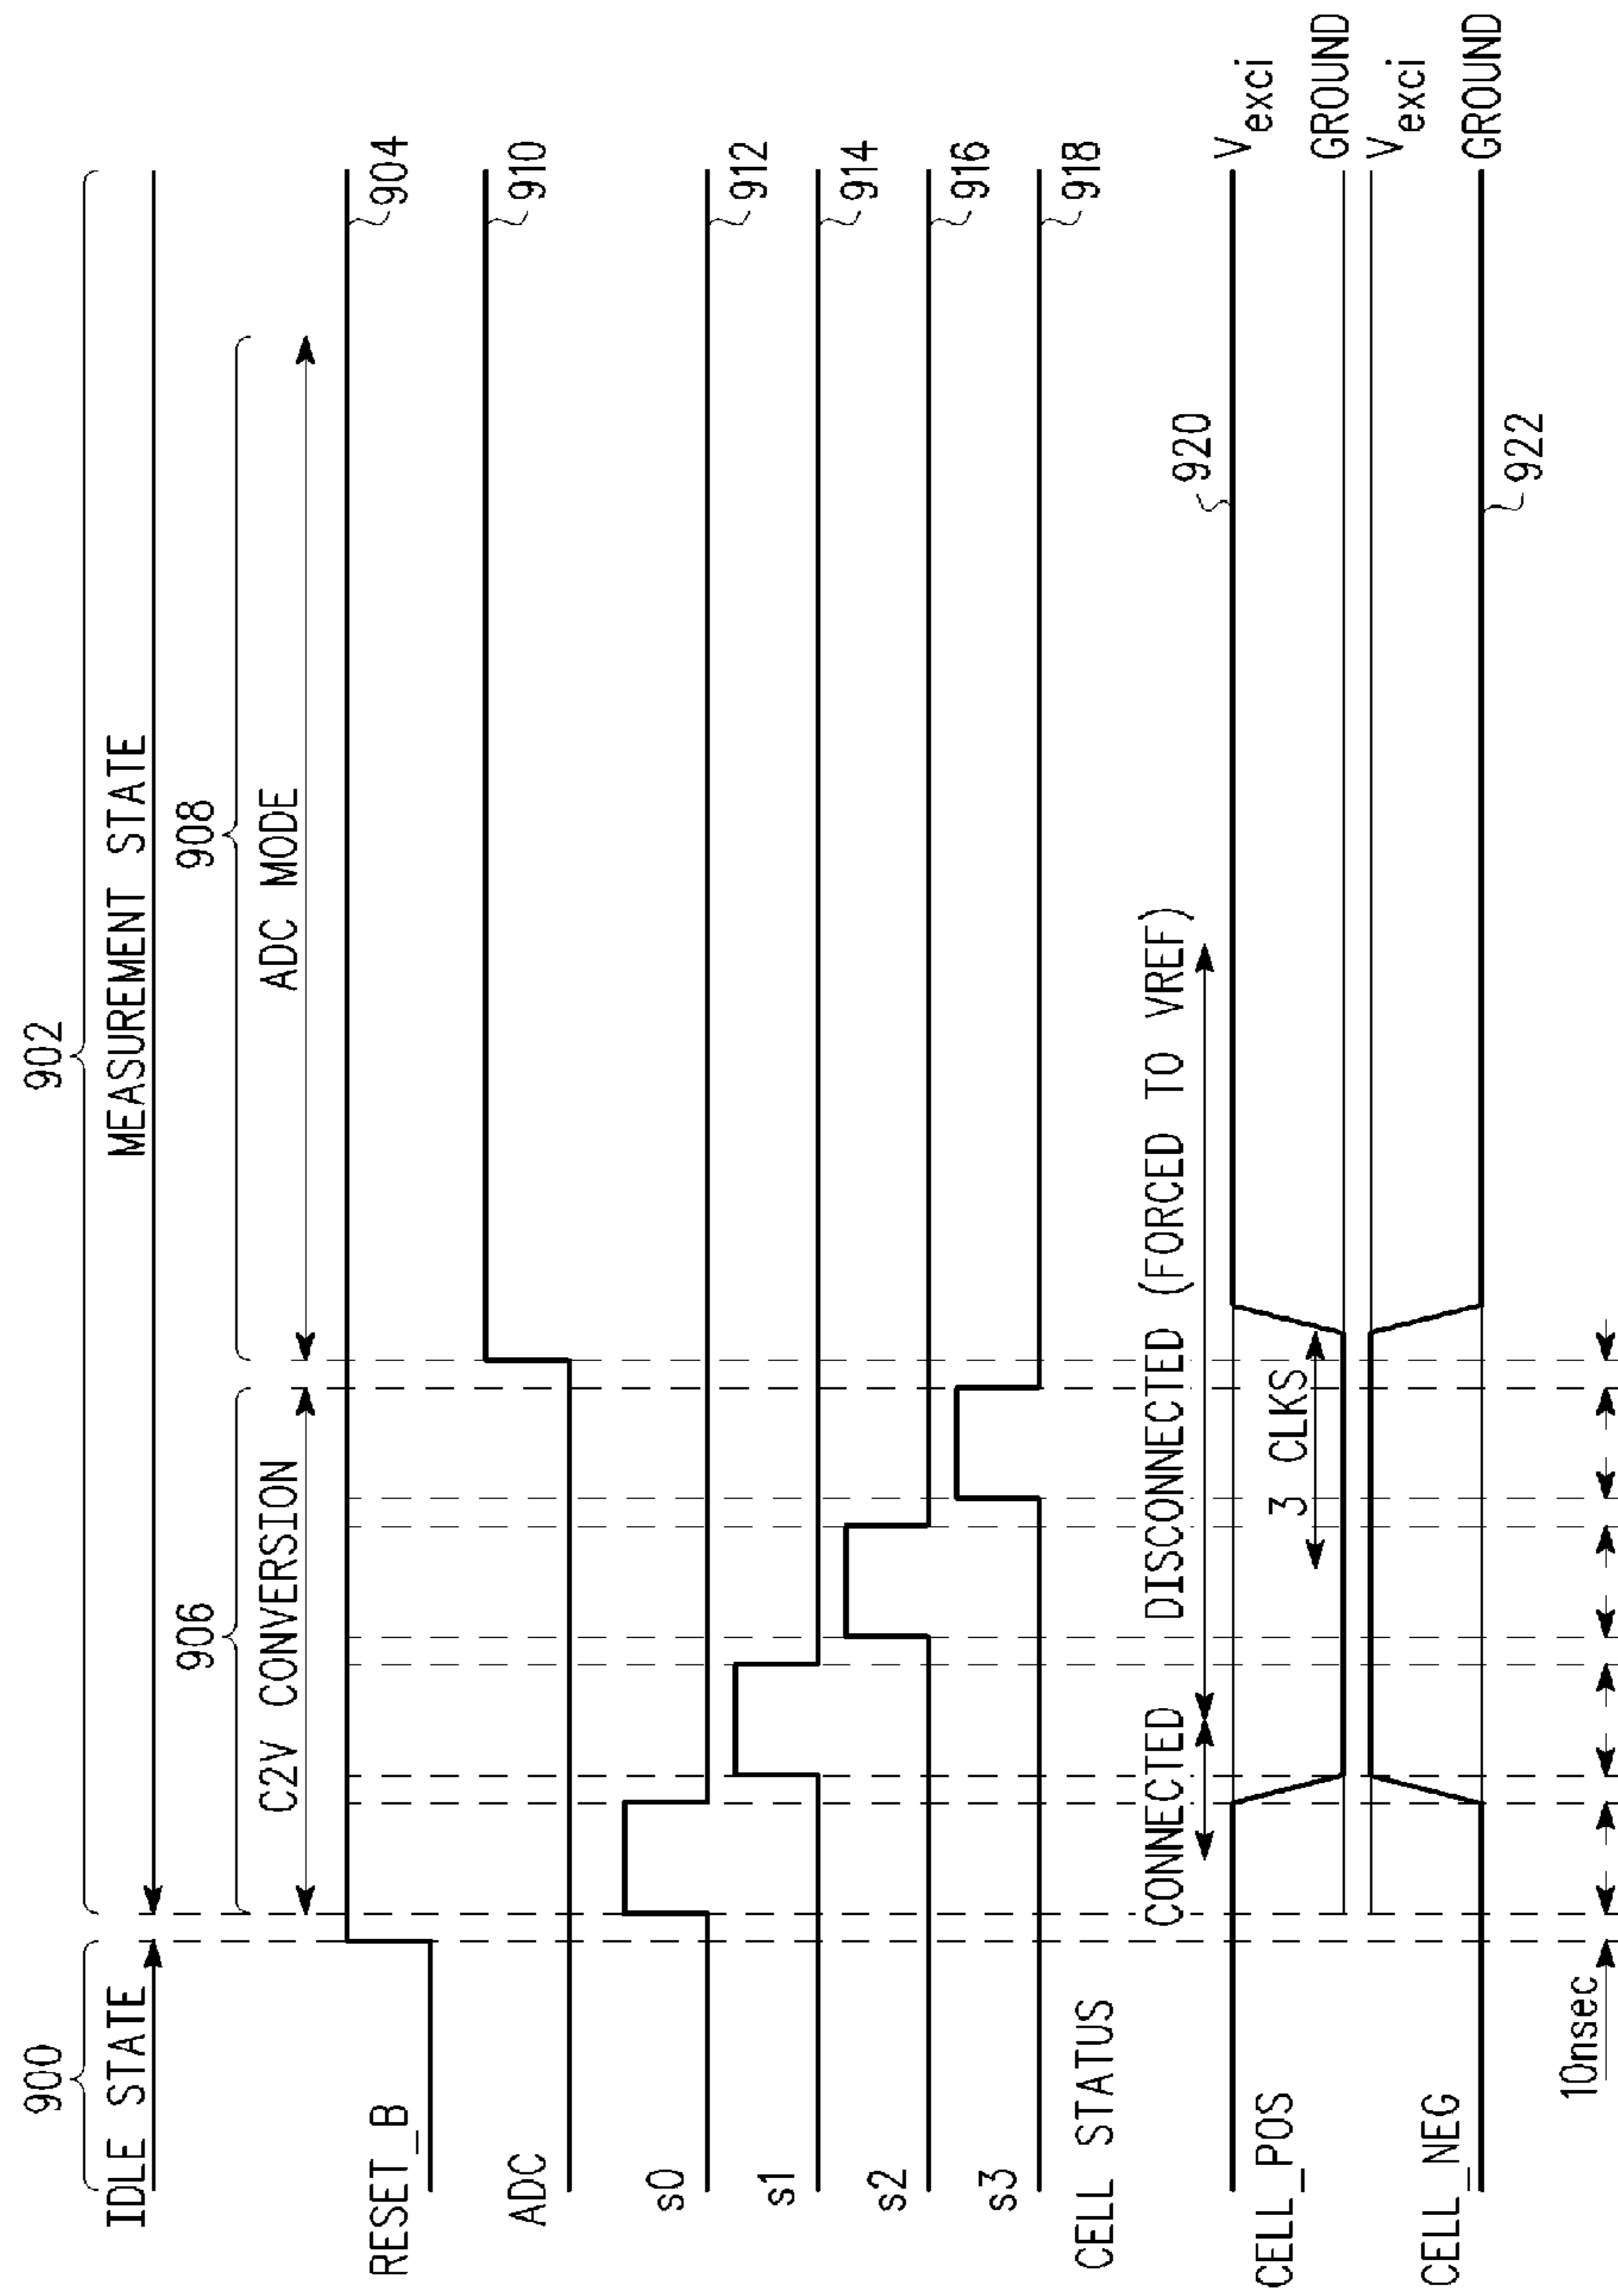 900
902
IDLE STATE
MEASUREMENT STATE
906
908
C2V CONVERSION
ADC MODE
RESET_B
904
ADC
910
s0
912
s1
914
s2
916
s3
918
CELL STATUS
CONNECTED
DISCONNECTED (FORCED TO VREF)
920
CELL_POS
3 CLKS
Vexci
GROUND
CELL_NEG
Vexci
GROUND
922
10nsec